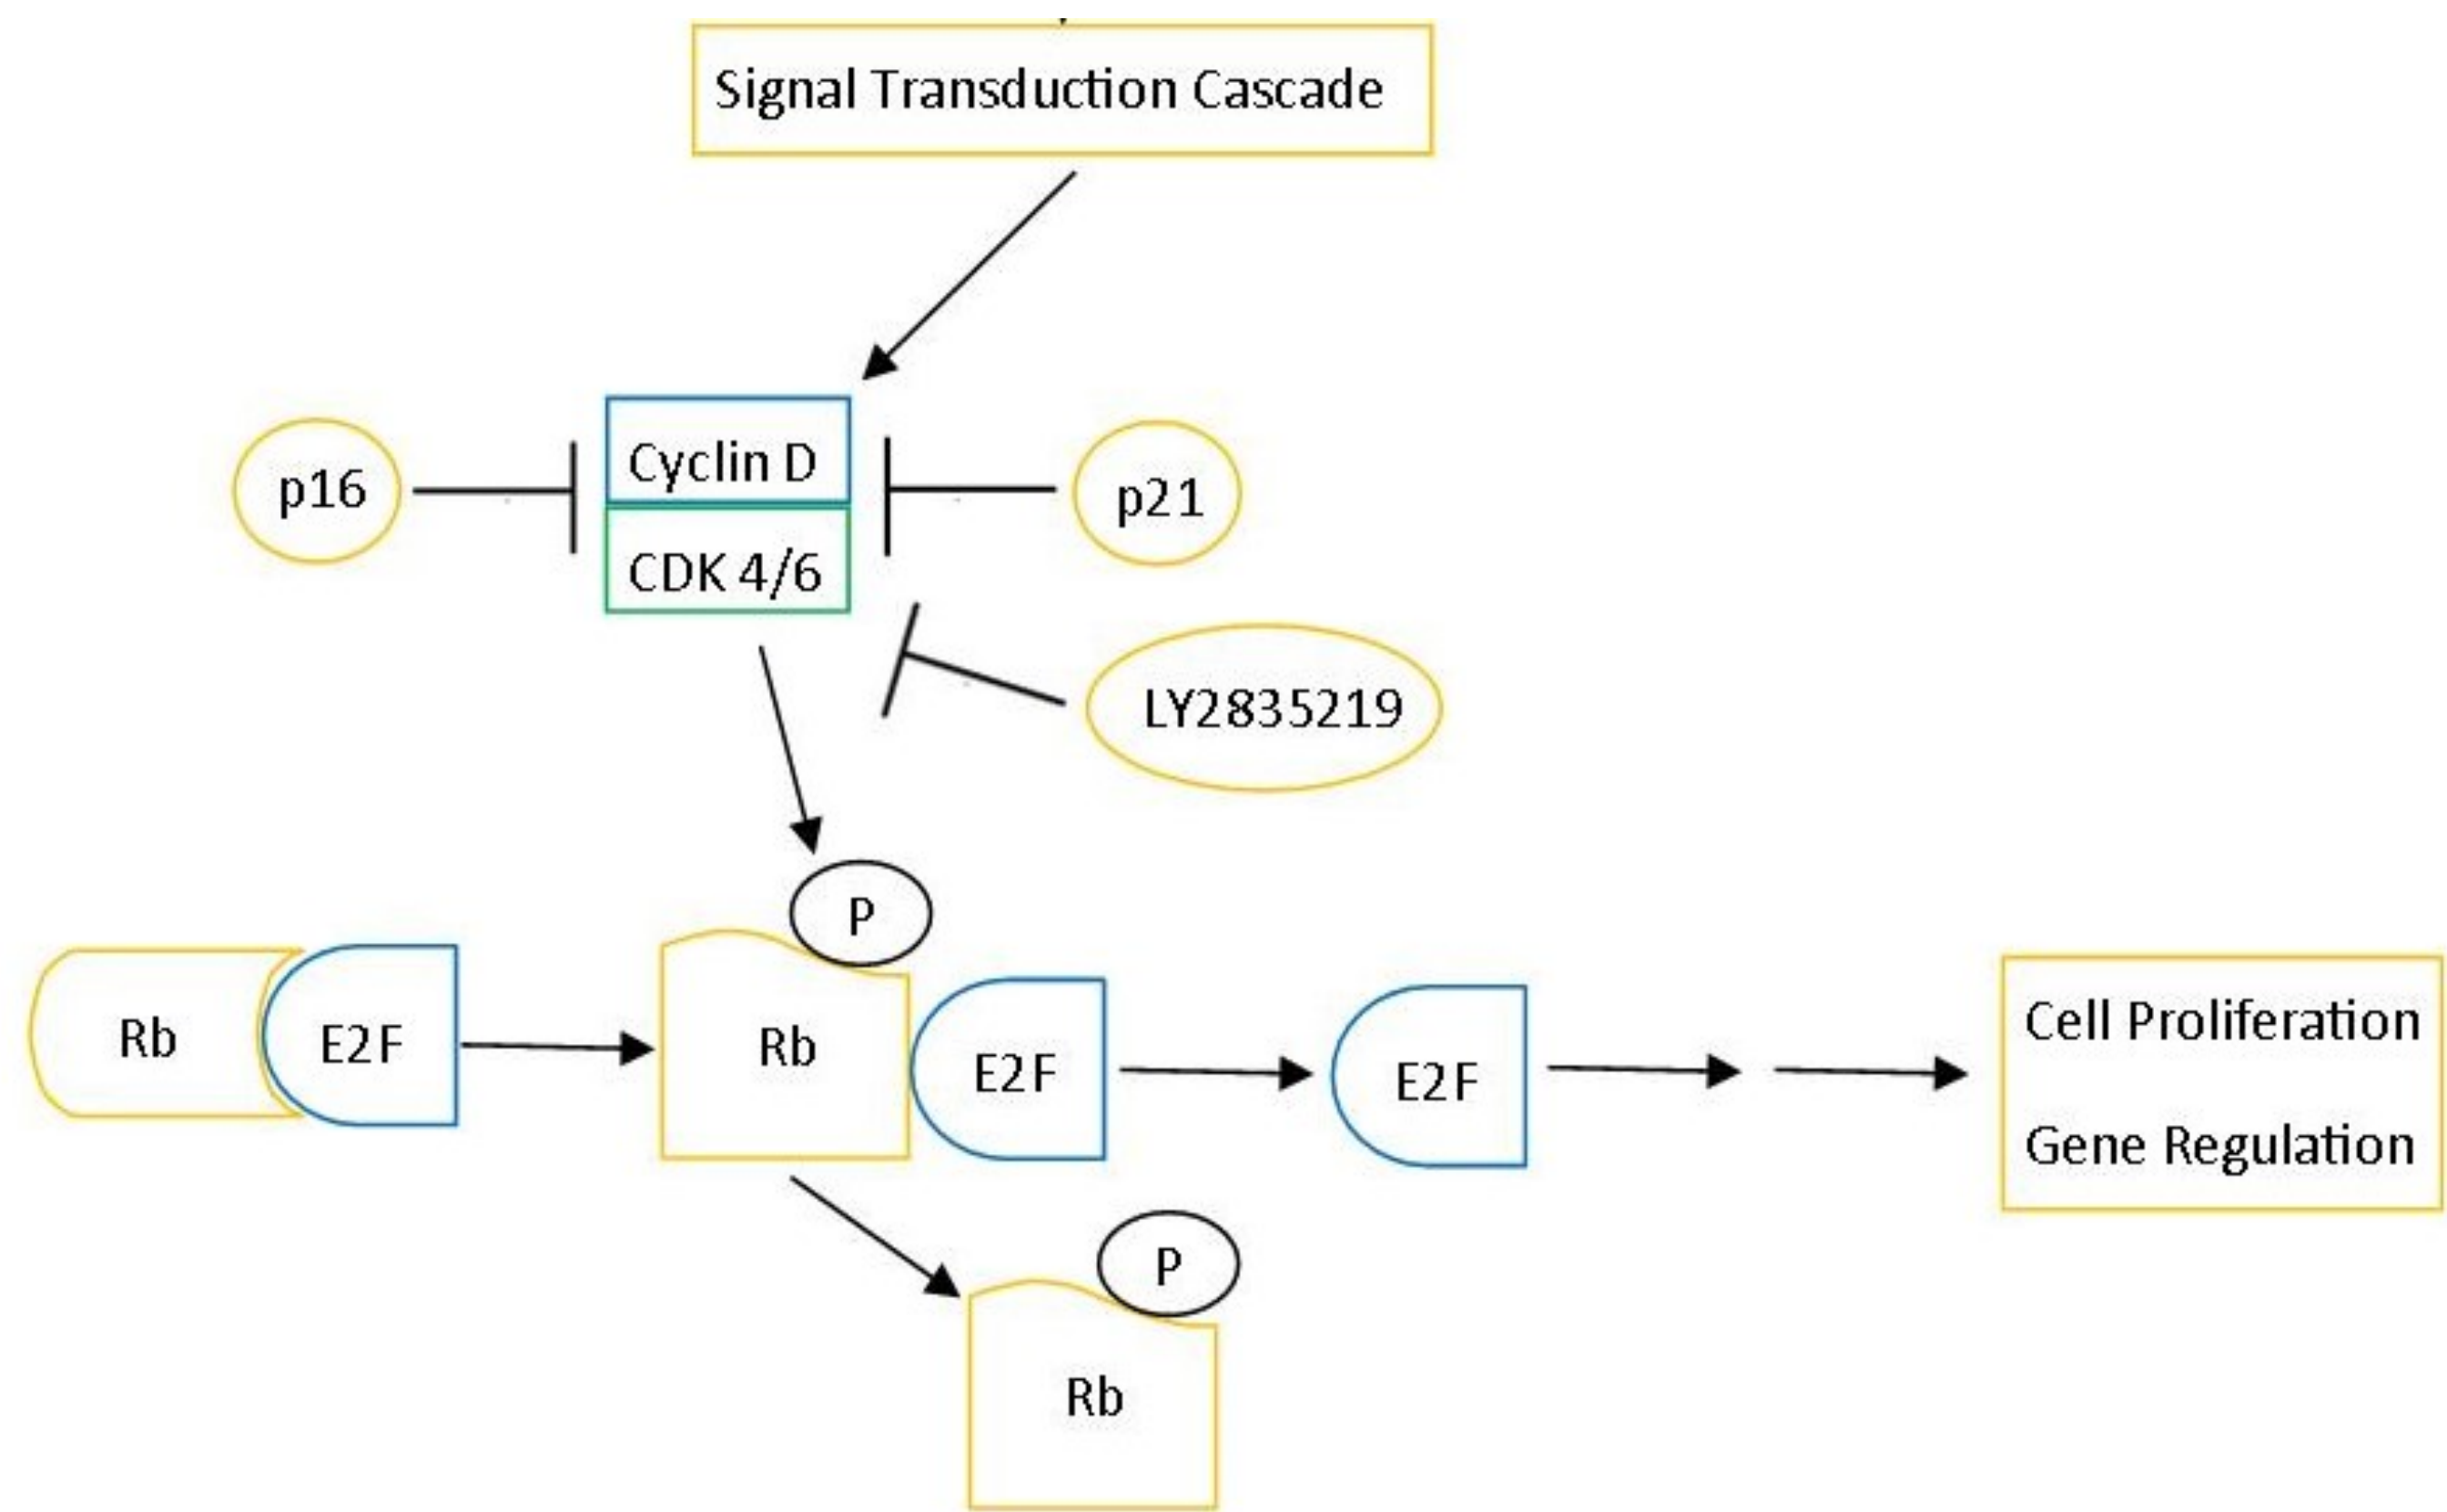 Signal Transduction Cascade
Cyclin D
p16
p21
CDK 4/6
LY2835219
P
Rb
E2F
Rb
E2F
E2F
Cell Proliferation
Gene Regulation
P
Rb